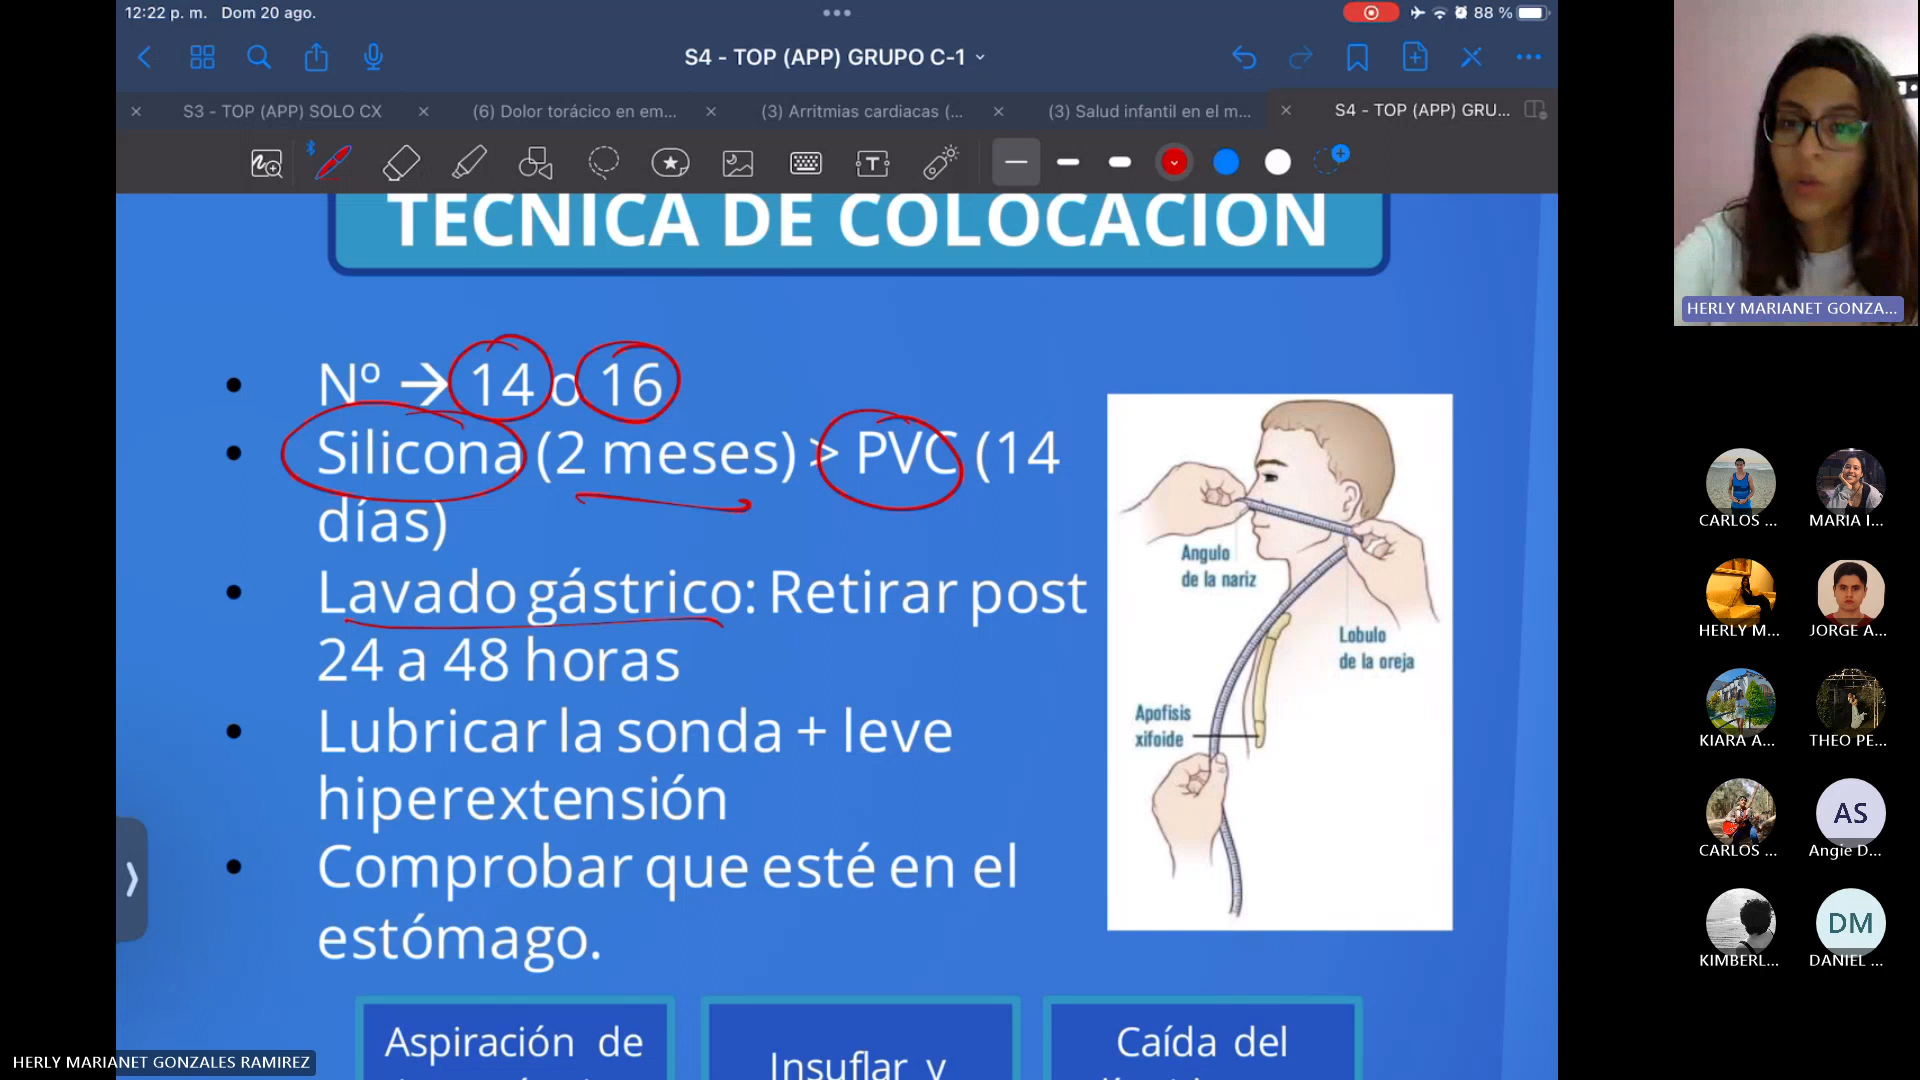 12:22 p. m. Dom 20 ago.
88 %
S4 - TOP (APP) GRUPO C-1
S3 - TOP (APP) SOLO CX
(6) Dolor torácico en em...
(3) Arritmias cardiacas (...
(3) Salud infantil en el m...
S4 - TOP (APP) GRU...
TECNICA DE COLOCACION
Nº → 14 o 16
Silicona (2 meses) > PVC (14
días)
Lavado gástrico: Retirar post
24 a 48 horas
Lubricar la sonda + leve
hiperextensión
Comprobar que esté en el
estómago.
Angulo
de la nariz
Lobulo
de la oreja
Apofisis
xifoide
Aspiración de
Insuflar y
Caída del
HERLY MARIANET GONZALES RAMIREZ
HERLY MARIANET GONZA...
CARLOS ...
MARIA I...
HERLY M...
JORGE A...
KIARA A...
THEO PE...
CARLOS ...
AS
Angie D...
KIMBERL...
DM
DANIEL ...